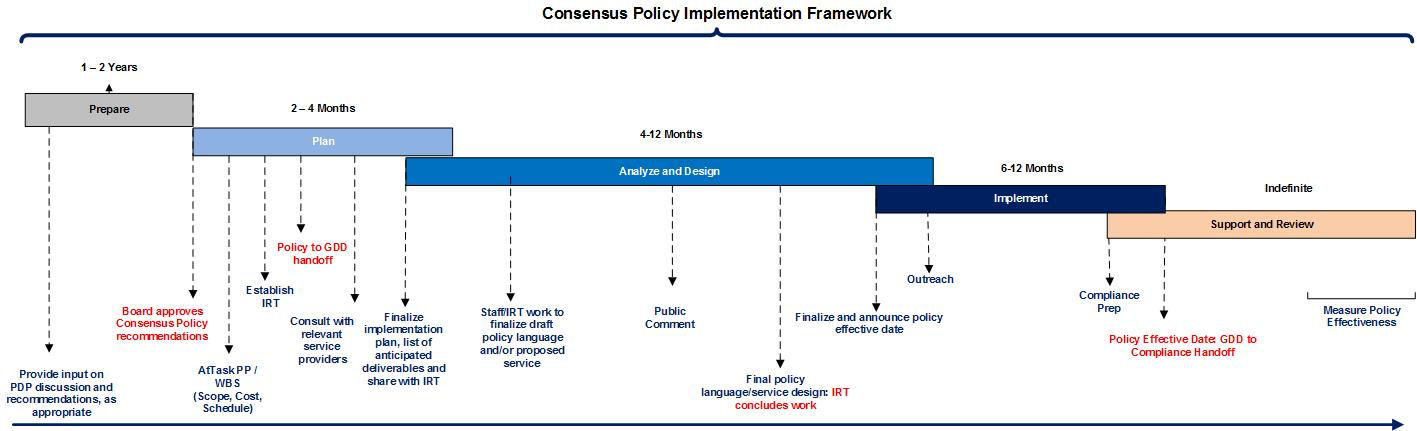 Consensus Policy Implementation Framework
1 – 2 Years
Prepare
2 – 4 Months
Plan
4-12 Months
Analyze and Design
6-12 Months
Implement
Indefinite
Support and Review
Provide input on
PDP discussion and
recommendations, as
appropriate
Board approves
Consensus Policy
recommendations
AtTask PP /
WBS
(Scope, Cost,
Schedule)
Establish
IRT
Policy to GDD
handoff
Consult with
relevant
service
providers
Finalize
implementation
plan, list of
anticipated
deliverables and
share with IRT
Staff/IRT work to
finalize draft
policy language
and/or proposed
service
Public
Comment
Final policy
language/service design: IRT
concludes work
Finalize and announce policy
effective date
Outreach
Compliance
Prep
Policy Effective Date: GDD to
Compliance Handoff
Measure Policy
Effectiveness